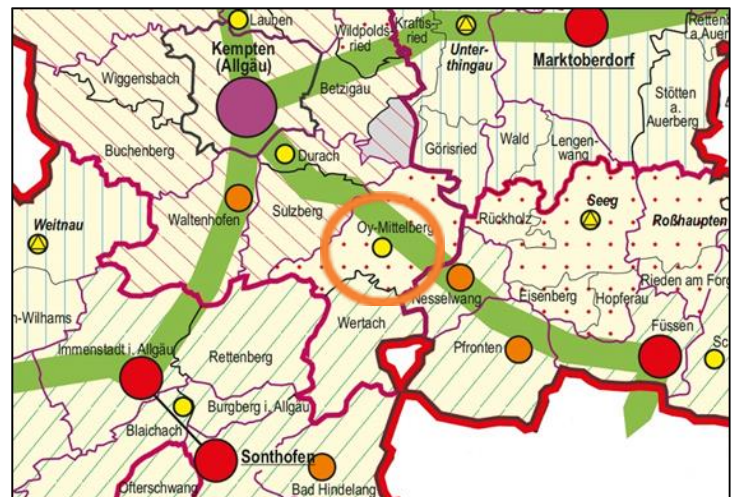 Lauben
Kempten
(Allgäu)
Wildpolds-
ried
Kraftis-
ried
Unter-
thingau
Marktoberdorf
Wiggensbach
Betzigau
Stötten
a.
Auerberg
Buchenberg
Durach
Görisried
Wald
Lengen-
wang
Weitnau
Waltenhofen
Sulzberg
Oy-Mittelberg
Rückholz
Seeg
Roßhaupten
Nesselwang
Eisenberg
Hopferau
Rieden am Forg
n-Wilhams
Wertach
Füssen
Immenstadt i. Allgäu
Rettenberg
Pfronten
Sc
Burgberg i. Allgäu
Blaichach
Sonthofen
Ofterschwang
Bad Hindelang